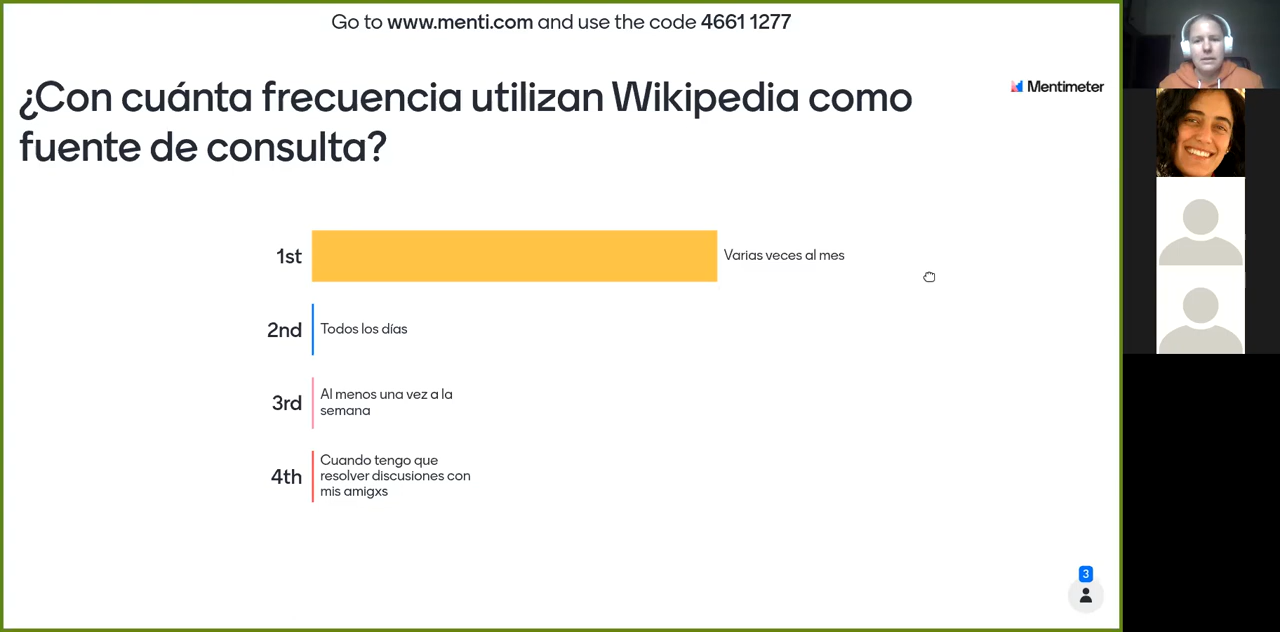 Go to www.menti.com and use the code 4661 1277
¿Con cuánta frecuencia utilizan Wikipedia como
fuente de consulta?
Mentimeter
1st
Varias veces al mes
2nd
Todos los días
3rd
Al menos una vez a la
semana
4th
Cuando tengo que
resolver discusiones con
mis amigxs
3